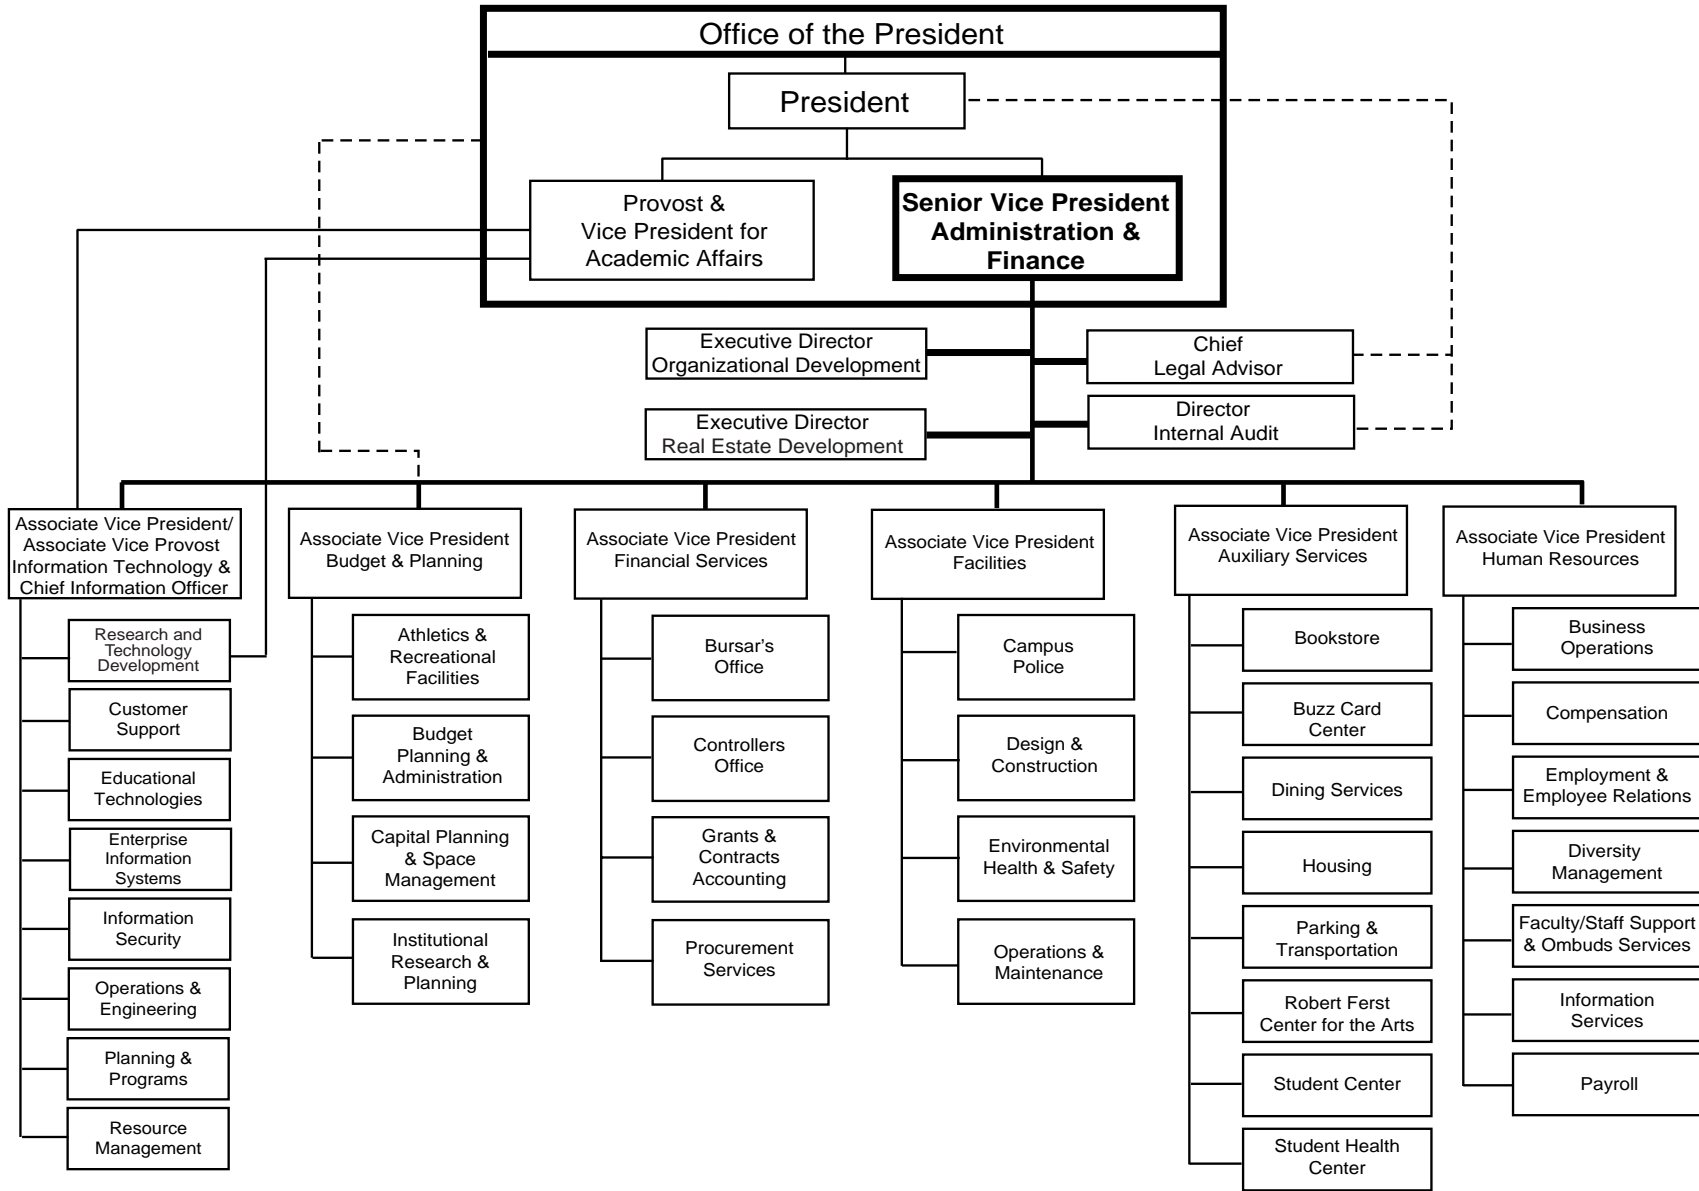 Office of the President
President
Provost &
Vice President for
Academic Affairs
Senior Vice President
Administration &
Finance
Executive Director
Organizational Development
Chief
Legal Advisor
Executive Director
Real Estate Development
Director
Internal Audit
Associate Vice President/
Associate Vice Provost
Information Technology &
Chief Information Officer
Research and
Technology
Development
Customer
Support
Educational
Technologies
Enterprise
Information
Systems
Information
Security
Operations &
Engineering
Planning &
Programs
Resource
Management
Associate Vice President
Budget & Planning
Athletics &
Recreational
Facilities
Budget
Planning &
Administration
Capital Planning
& Space
Management
Institutional
Research &
Planning
Associate Vice President
Financial Services
Bursar's
Office
Controllers
Office
Grants &
Contracts
Accounting
Procurement
Services
Associate Vice President
Facilities
Campus
Police
Design &
Construction
Environmental
Health & Safety
Operations &
Maintenance
Associate Vice President
Auxiliary Services
Bookstore
Buzz Card
Center
Dining Services
Housing
Parking &
Transportation
Robert Ferst
Center for the Arts
Student Center
Student Health
Center
Associate Vice President
Human Resources
Business
Operations
Compensation
Employment &
Employee Relations
Diversity
Management
Faculty/Staff Support
& Ombuds Services
Information
Services
Payroll